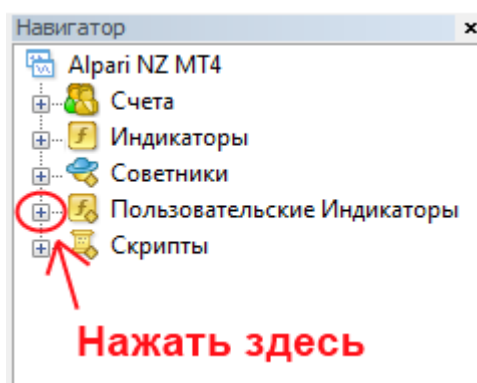 Навигатор
Alpari NZ MT4
Счета
Индикаторы
Советники
Пользовательские Индикаторы
Скрипты
Нажать здесь